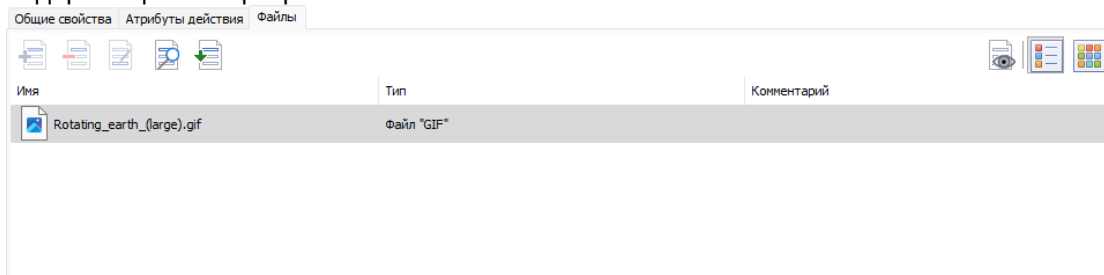 Общие свойства Атрибуты действия Файлы
Имя Тип Комментарий
Rotating_earth_(large).gif Файл "GIF"